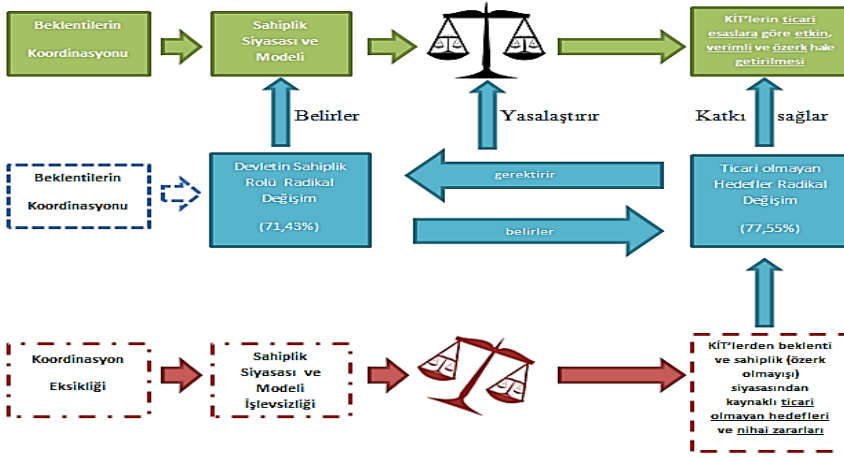 Beklentilerin
Koordinasyonu
Sahiplik
Siyasası ve
Modeli
KİT'lerin ticari
esaslara göre etkin,
verimli ve özerk hale
getirilmesi
Belirler
Yasalaştırır
Katkı sağlar
Beklentilerin
Koordinasyonu
Devletin Sahiplik
Rolü Radikal
Değişim
(71,43%)
gerektirir
belirler
Ticari olmayan
Hedefler Radikal
Değişim
(77,55%)
Koordinasyon
Eksikliği
Sahiplik
Siyasası ve
Modeli
İşlevsizliği
KİT'lerden beklenti
ve sahiplik (özerk
olmayışı)
siyasasından
kaynaklı ticari
olmayan hedefleri
ve nihai zararları